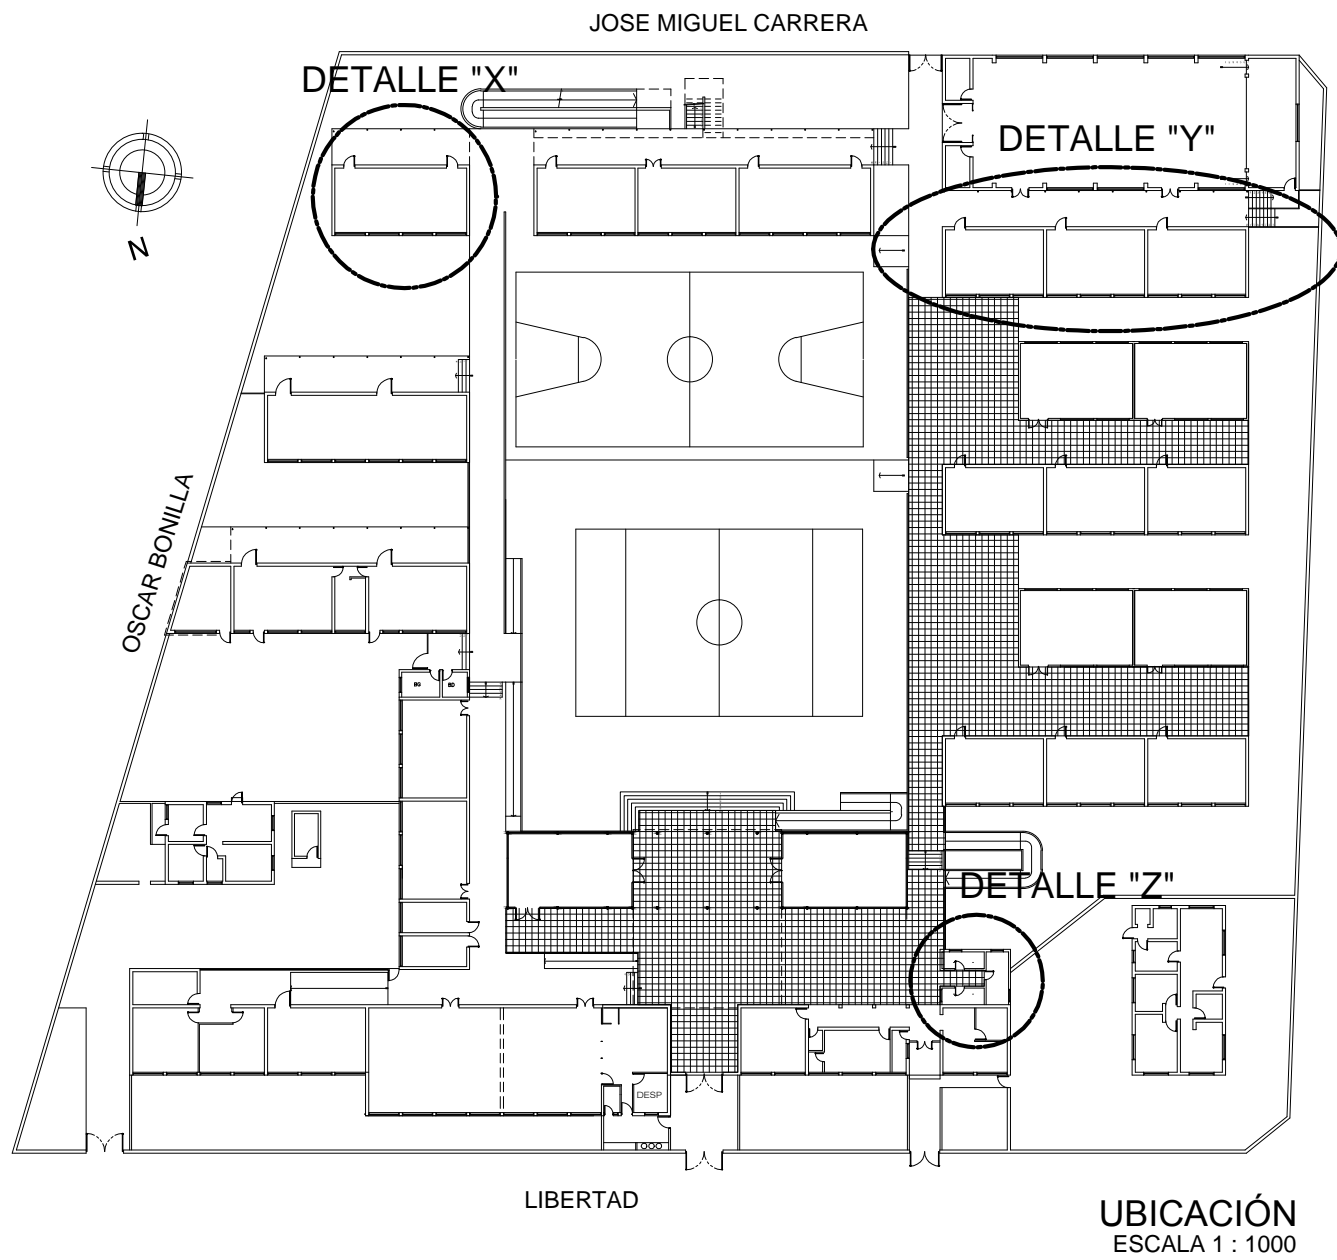 JOSE MIGUEL CARRERA
DETALLE "X"
DETALLE "Y"
N
OSCAR BONILLA
BG
BD
DETALLE "Z"
DESP
LIBERTAD
UBICACIÓN
ESCALA 1 : 1000